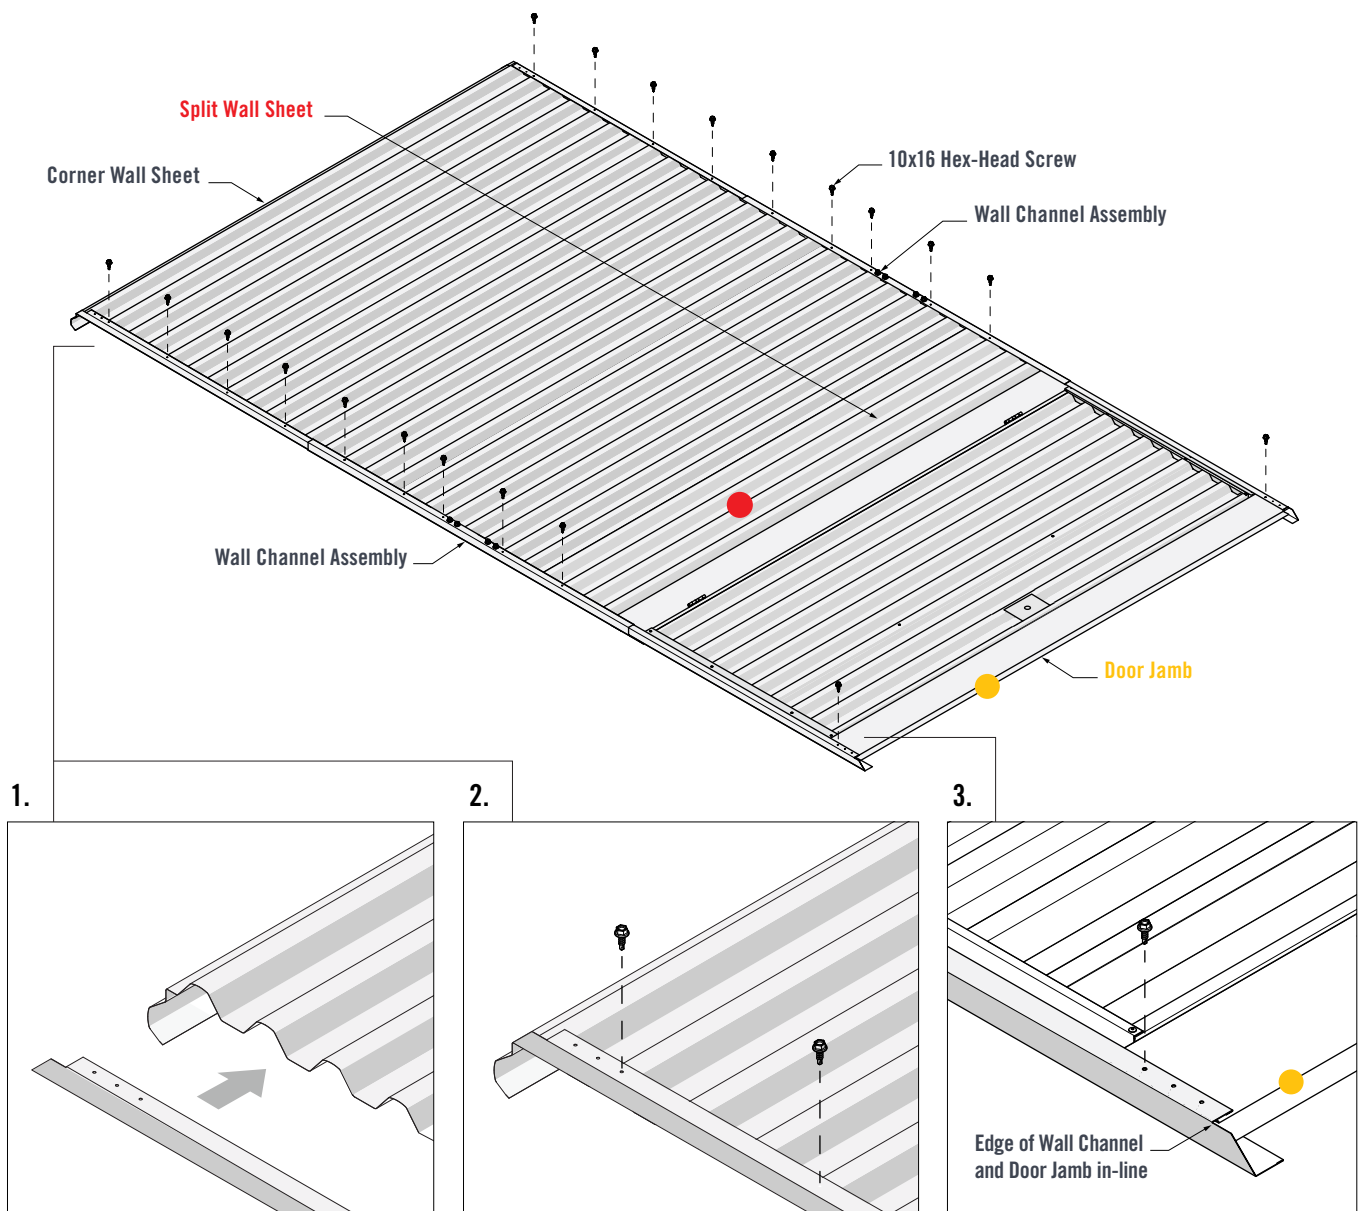 Split Wall Sheet
10x16 Hex-Head Screw
Corner Wall Sheet
Wall Channel Assembly
Wall Channel Assembly
Door Jamb
1.
2.
3.
Edge of Wall Channel
and Door Jamb in-line